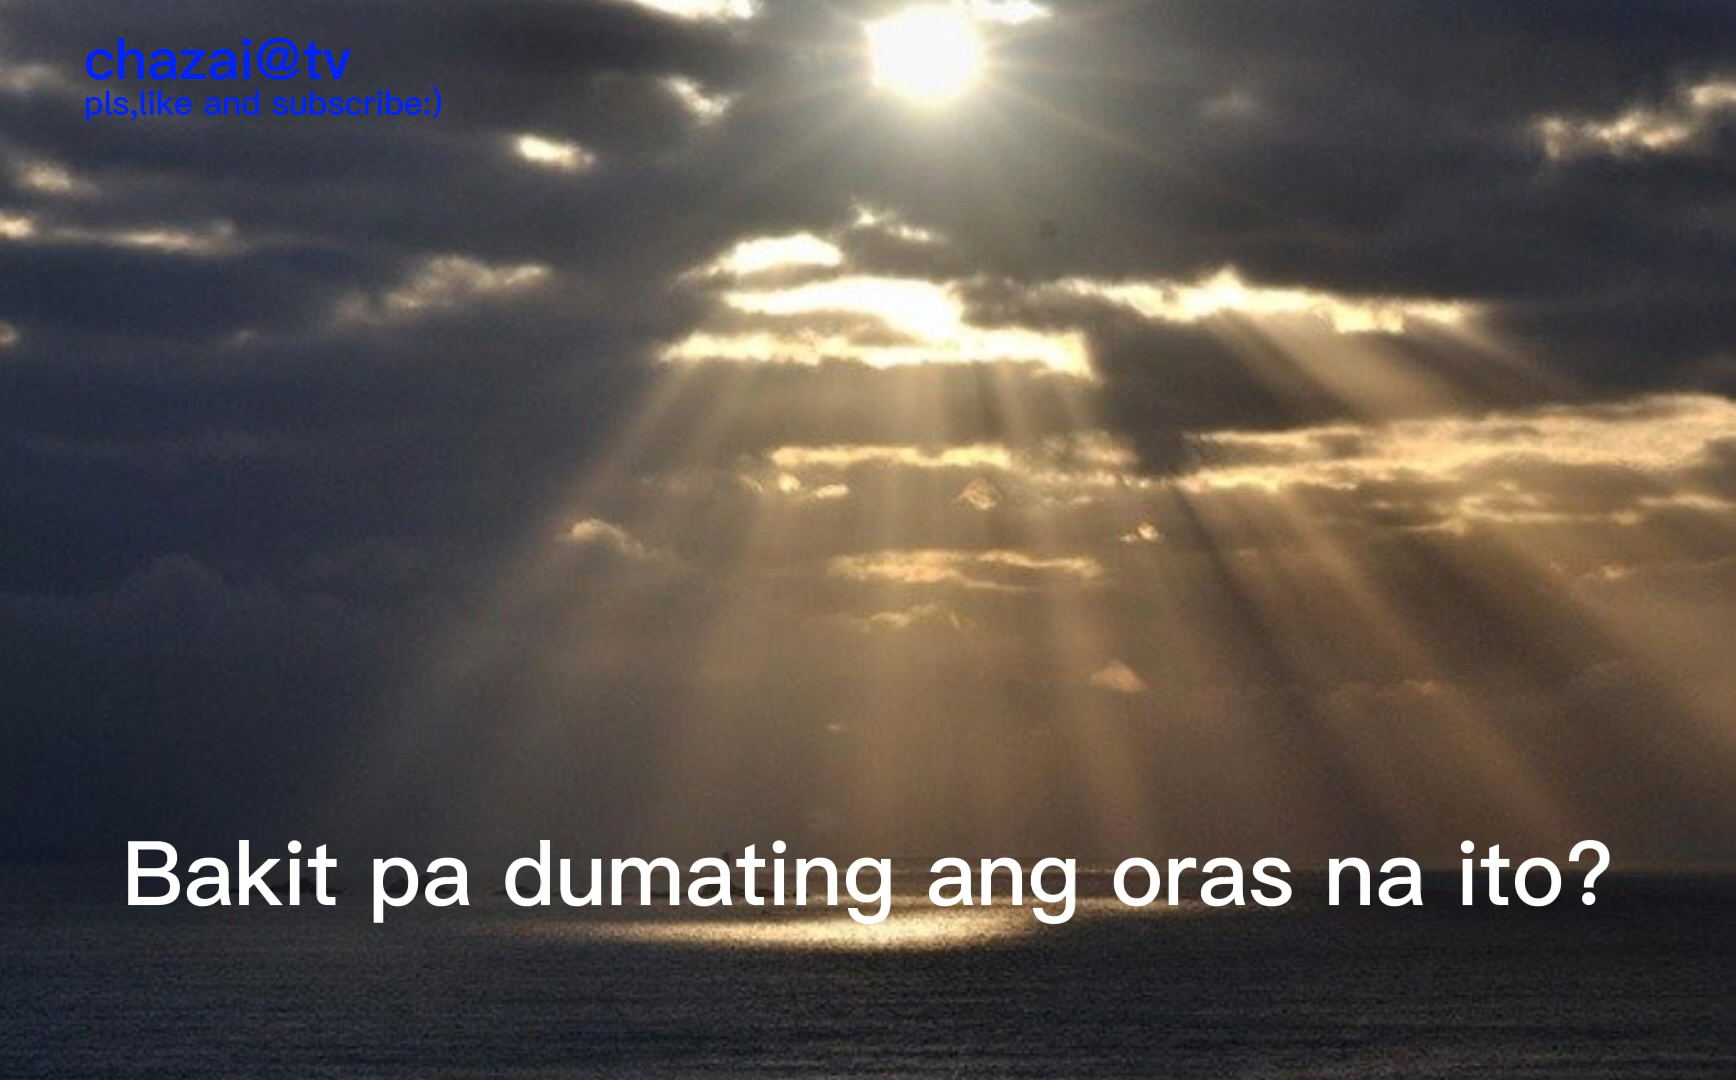 chazai@tv
pls,like and subscribe:)
Bakit pa dumating ang oras na ito?